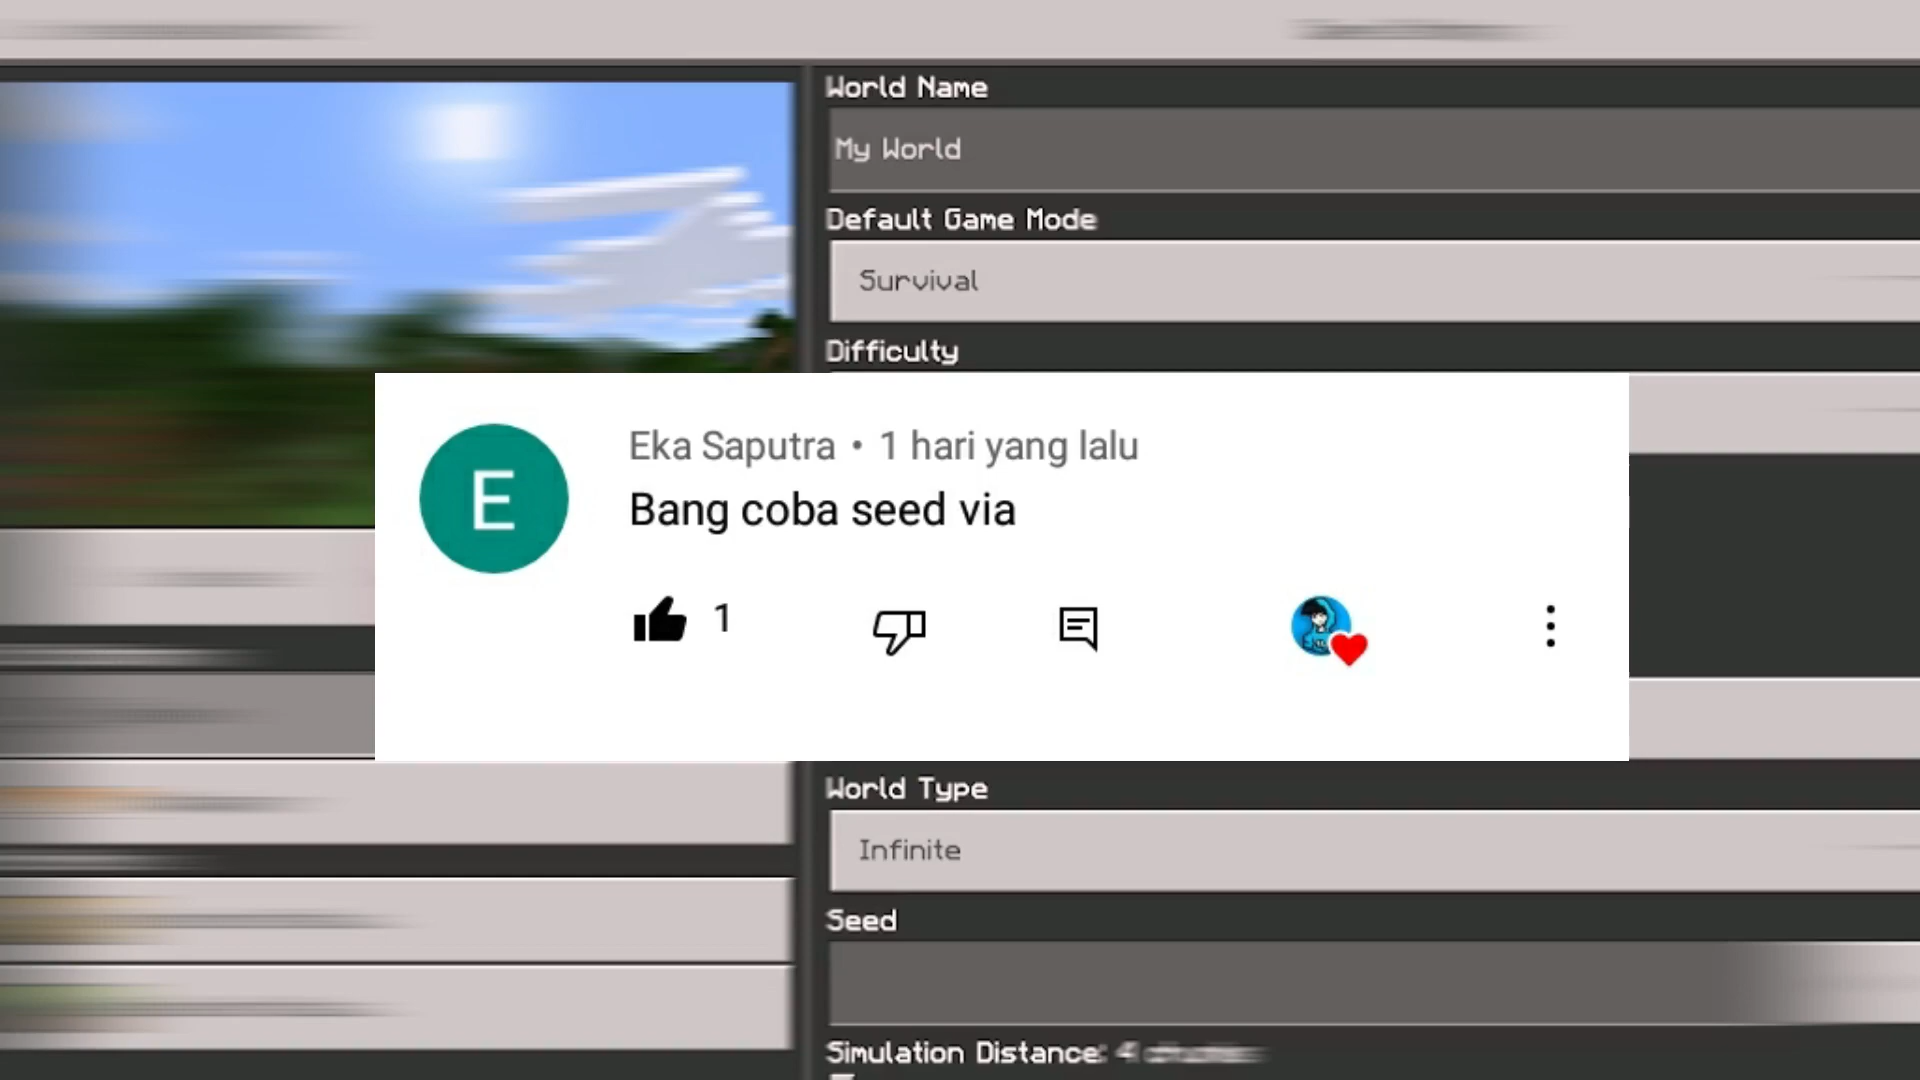 World Name
My World
Default Game Mode
Survival
Difficulty
E
Eka Saputra • 1 hari yang lalu
Bang coba seed via
1
World Type
Infinite
Seed
Simulation Distance: 4